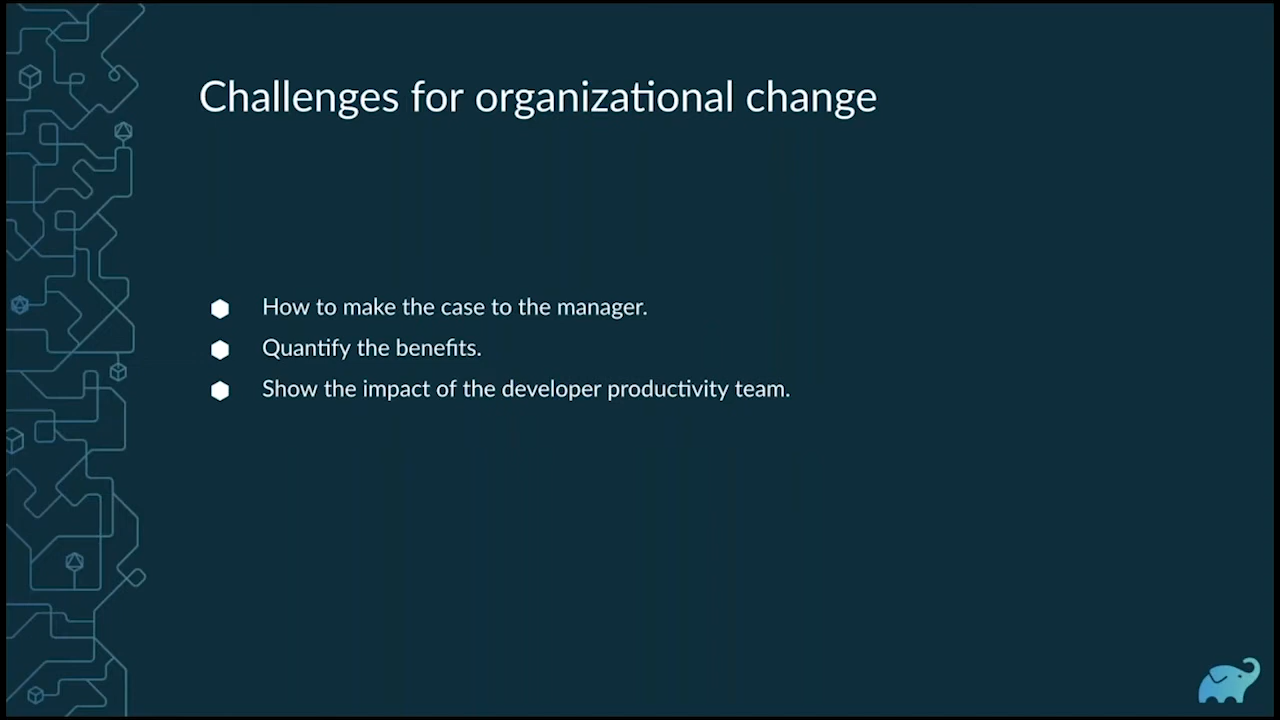 Challenges for organizational change
How to make the case to the manager.
Quantify the benefits.
Show the impact of the developer productivity team.